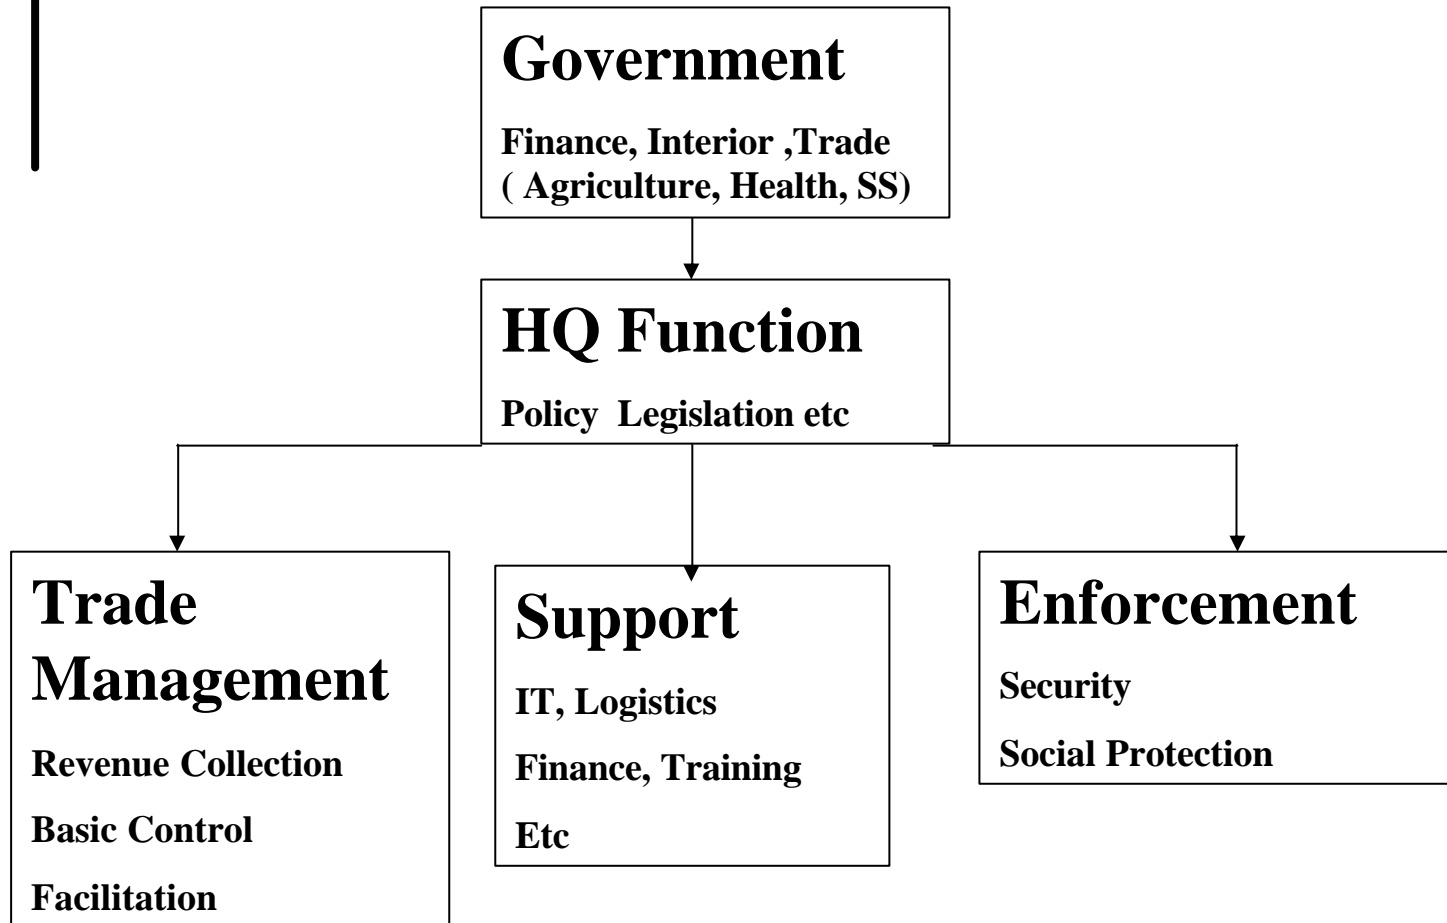 Government
Finance, Interior ,Trade
( Agriculture, Health, SS)
HQ Function
Policy  Legislation etc
Trade
Management
Revenue Collection
Basic Control
Facilitation
Support
IT, Logistics
Finance, Training
Etc
Enforcement
Security
Social Protection